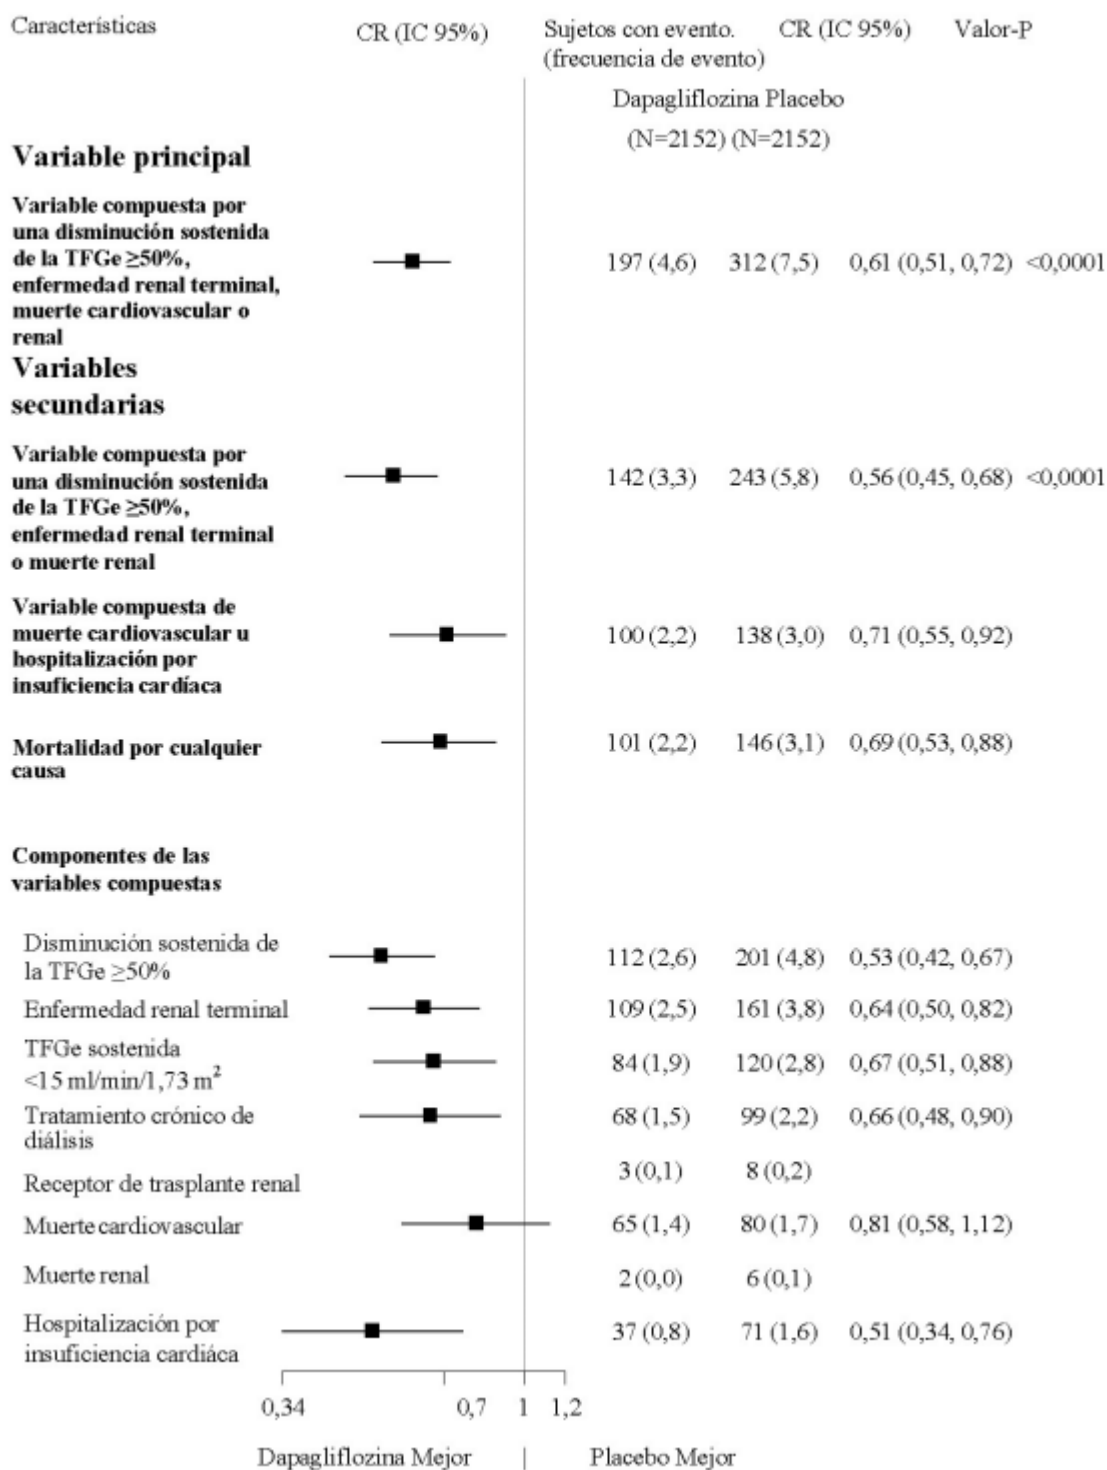 Características CR (IC 95%) Sujetos con evento. CR (IC 95%) Valor-P
(frecuencia de evento)
Dapagliflozina Placebo
(N=2152) (N=2152)
Variable principal
Variable compuesta por
una disminución sostenida
de la TFGe ≥50%, 197 (4,6) 312 (7,5) 0,61 (0,51, 0,72) <0,0001
enfermedad renal terminal,
muerte cardiovascular o
renal
Variables
secundarias
Variable compuesta por
una disminución sostenida 142 (3,3) 243 (5,8) 0,56 (0,45, 0,68) <0,0001
de la TFGe ≥50%,
enfermedad renal terminal
o muerte renal
Variable compuesta de
muerte cardiovascular u 100 (2,2) 138 (3,0) 0,71 (0,55, 0,92)
hospitalización por
insuficiencia cardíaca
Mortalidad por cualquier 101 (2,2) 146 (3,1) 0,69 (0,53, 0,88)
causa
Componentes de las
variables compuestas
Disminución sostenida de 112 (2,6) 201 (4,8) 0,53 (0,42, 0,67)
la TFGe ≥50%
Enfermedad renal terminal 109 (2,5) 161 (3,8) 0,64 (0,50, 0,82)
TFGe sostenida 84 (1,9) 120 (2,8) 0,67 (0,51, 0,88)
<15 ml/min/1,73 m²
Tratamiento crónico de 68 (1,5) 99 (2,2) 0,66 (0,48, 0,90)
diálisis
Receptor de trasplante renal 3 (0,1) 8 (0,2)
Muerte cardiovascular 65 (1,4) 80 (1,7) 0,81 (0,58, 1,12)
Muerte renal 2 (0,0) 6 (0,1)
Hospitalización por 37 (0,8) 71 (1,6) 0,51 (0,34, 0,76)
insuficiencia cardiáca
0,34 0,7 1 1,2
Dapagliflozina Mejor | Placebo Mejor